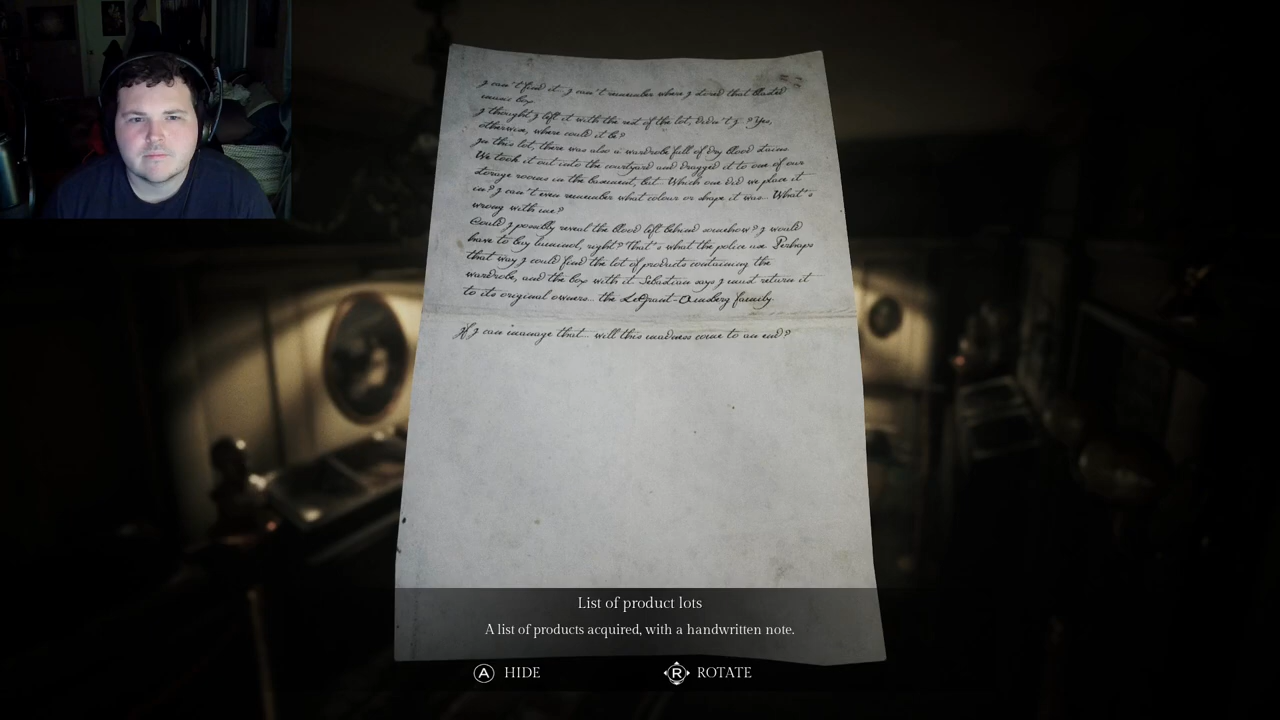 I can't find it... I can't remember where I stored that blasted
music box.
I thought I left it with the rest of the lot, didn't I? Yes,
otherwise, where could it be?
In this lot, there was also a wardrobe full of dry blood stains
We took it out into the courtyard and dragged it to one of our
storage rooms in the basement, but... Which one did we place it
in? I can't even remember what colour or shape it was... What's
wrong with me?
Could I possibly reveal the blood left behind somehow? I would
have to buy luminol, right? That's what the police use. Perhaps
that way I could find the lot of products containing the
wardrobe, and the box with it. Sebastian says I must return it
to its original owners... the LeGrant-Ouxberg family.
If I can manage that... will this madness come to an end?
List of product lots
A list of products acquired, with a handwritten note.
A HIDE
R ROTATE